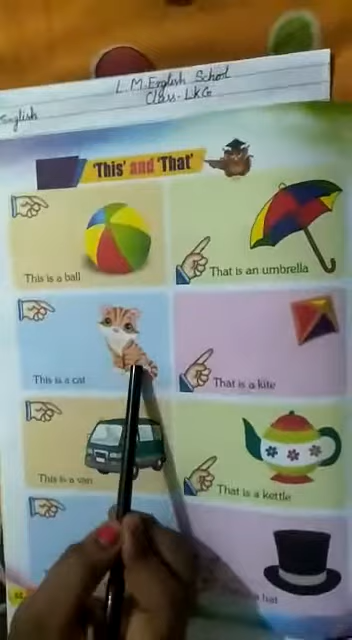 L.M. English School
Class-LKG
English
'This' and 'That'
This is a ball
That is an umbrella
This is a cat
That is a kite
This is a van
That is a kettle
hat